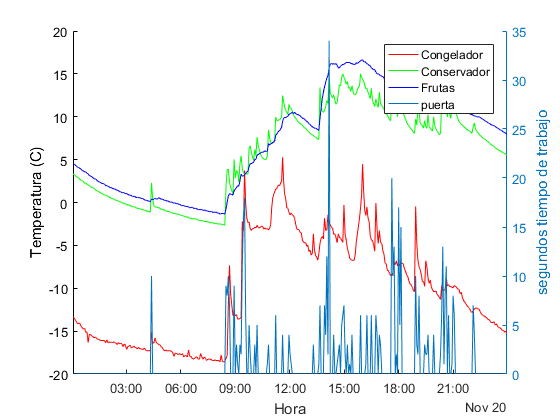 20
15
10
5
0
-5
-10
-15
-20
Temperatura (C)
35
30
25
20
15
10
5
0
segundos tiempo de trabajo
Congelador
Conservador
Frutas
puerta
03:00 06:00 09:00 12:00 15:00 18:00 21:00
Hora
Nov 20